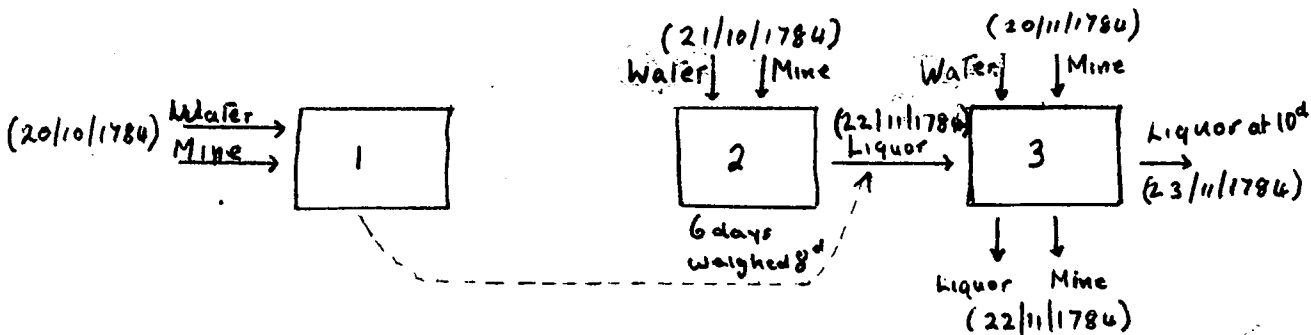 (21/10/1784)
Water Mine
(20/11/1784)
Water Mine
(20/10/1784)
Water
Mine
1
2
(22/11/1784)
Liquor
3
Liquor at 10d
(23/11/1784)
6 days
weighed 8d
Liquor Mine
(22/11/1784)